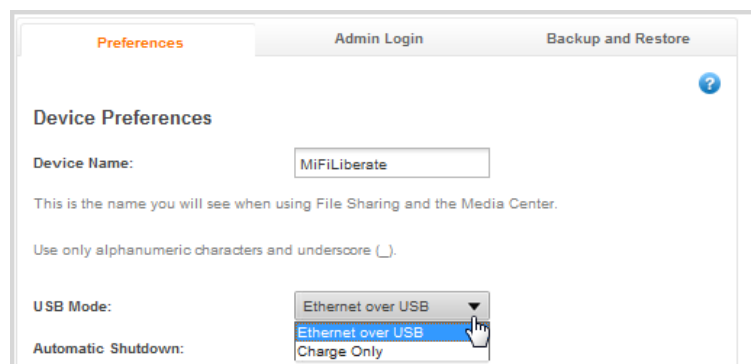 Preferences Admin Login Backup and Restore
?
Device Preferences
Device Name: MiFiLiberate
This is the name you will see when using File Sharing and the Media Center.
Use only alphanumeric characters and underscore (_).
USB Mode: Ethernet over USB
Ethernet over USB
Automatic Shutdown: Charge Only